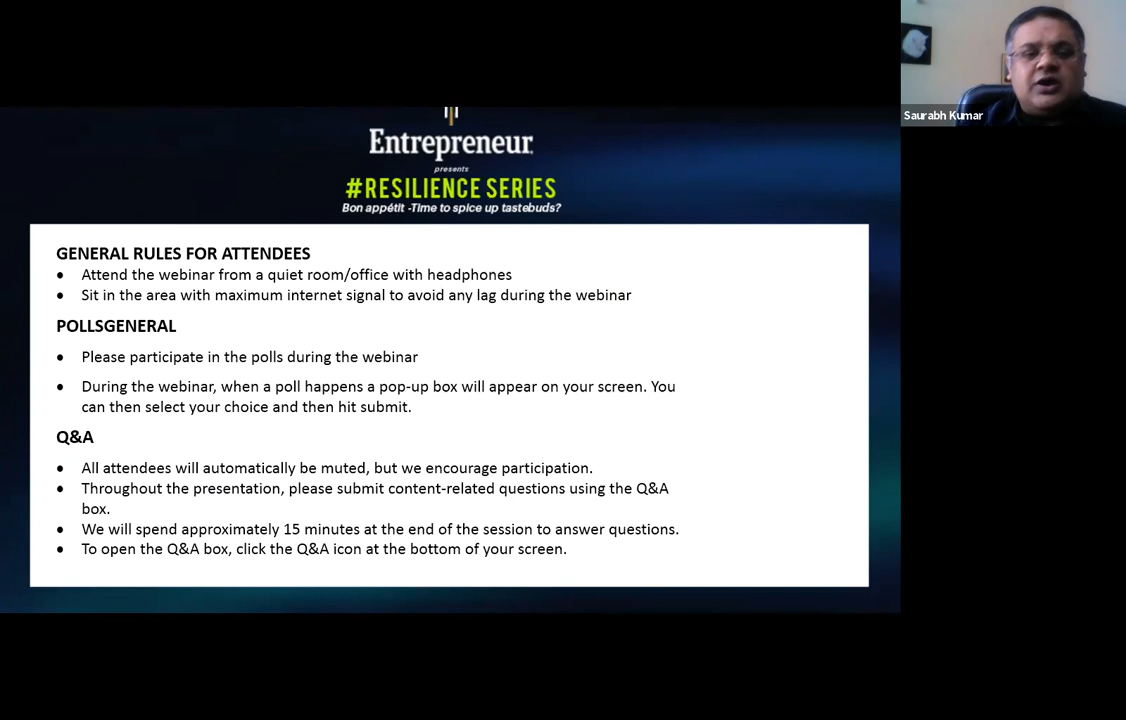 Saurabh Kumar
Entrepreneur
presents
#RESILIENCE SERIES
Bon appétit -Time to spice up tastebuds?
GENERAL RULES FOR ATTENDEES
• Attend the webinar from a quiet room/office with headphones
• Sit in the area with maximum internet signal to avoid any lag during the webinar
POLLSGENERAL
• Please participate in the polls during the webinar
• During the webinar, when a poll happens a pop-up box will appear on your screen. You
can then select your choice and then hit submit.
Q&A
• All attendees will automatically be muted, but we encourage participation.
• Throughout the presentation, please submit content-related questions using the Q&A
box.
• We will spend approximately 15 minutes at the end of the session to answer questions.
• To open the Q&A box, click the Q&A icon at the bottom of your screen.